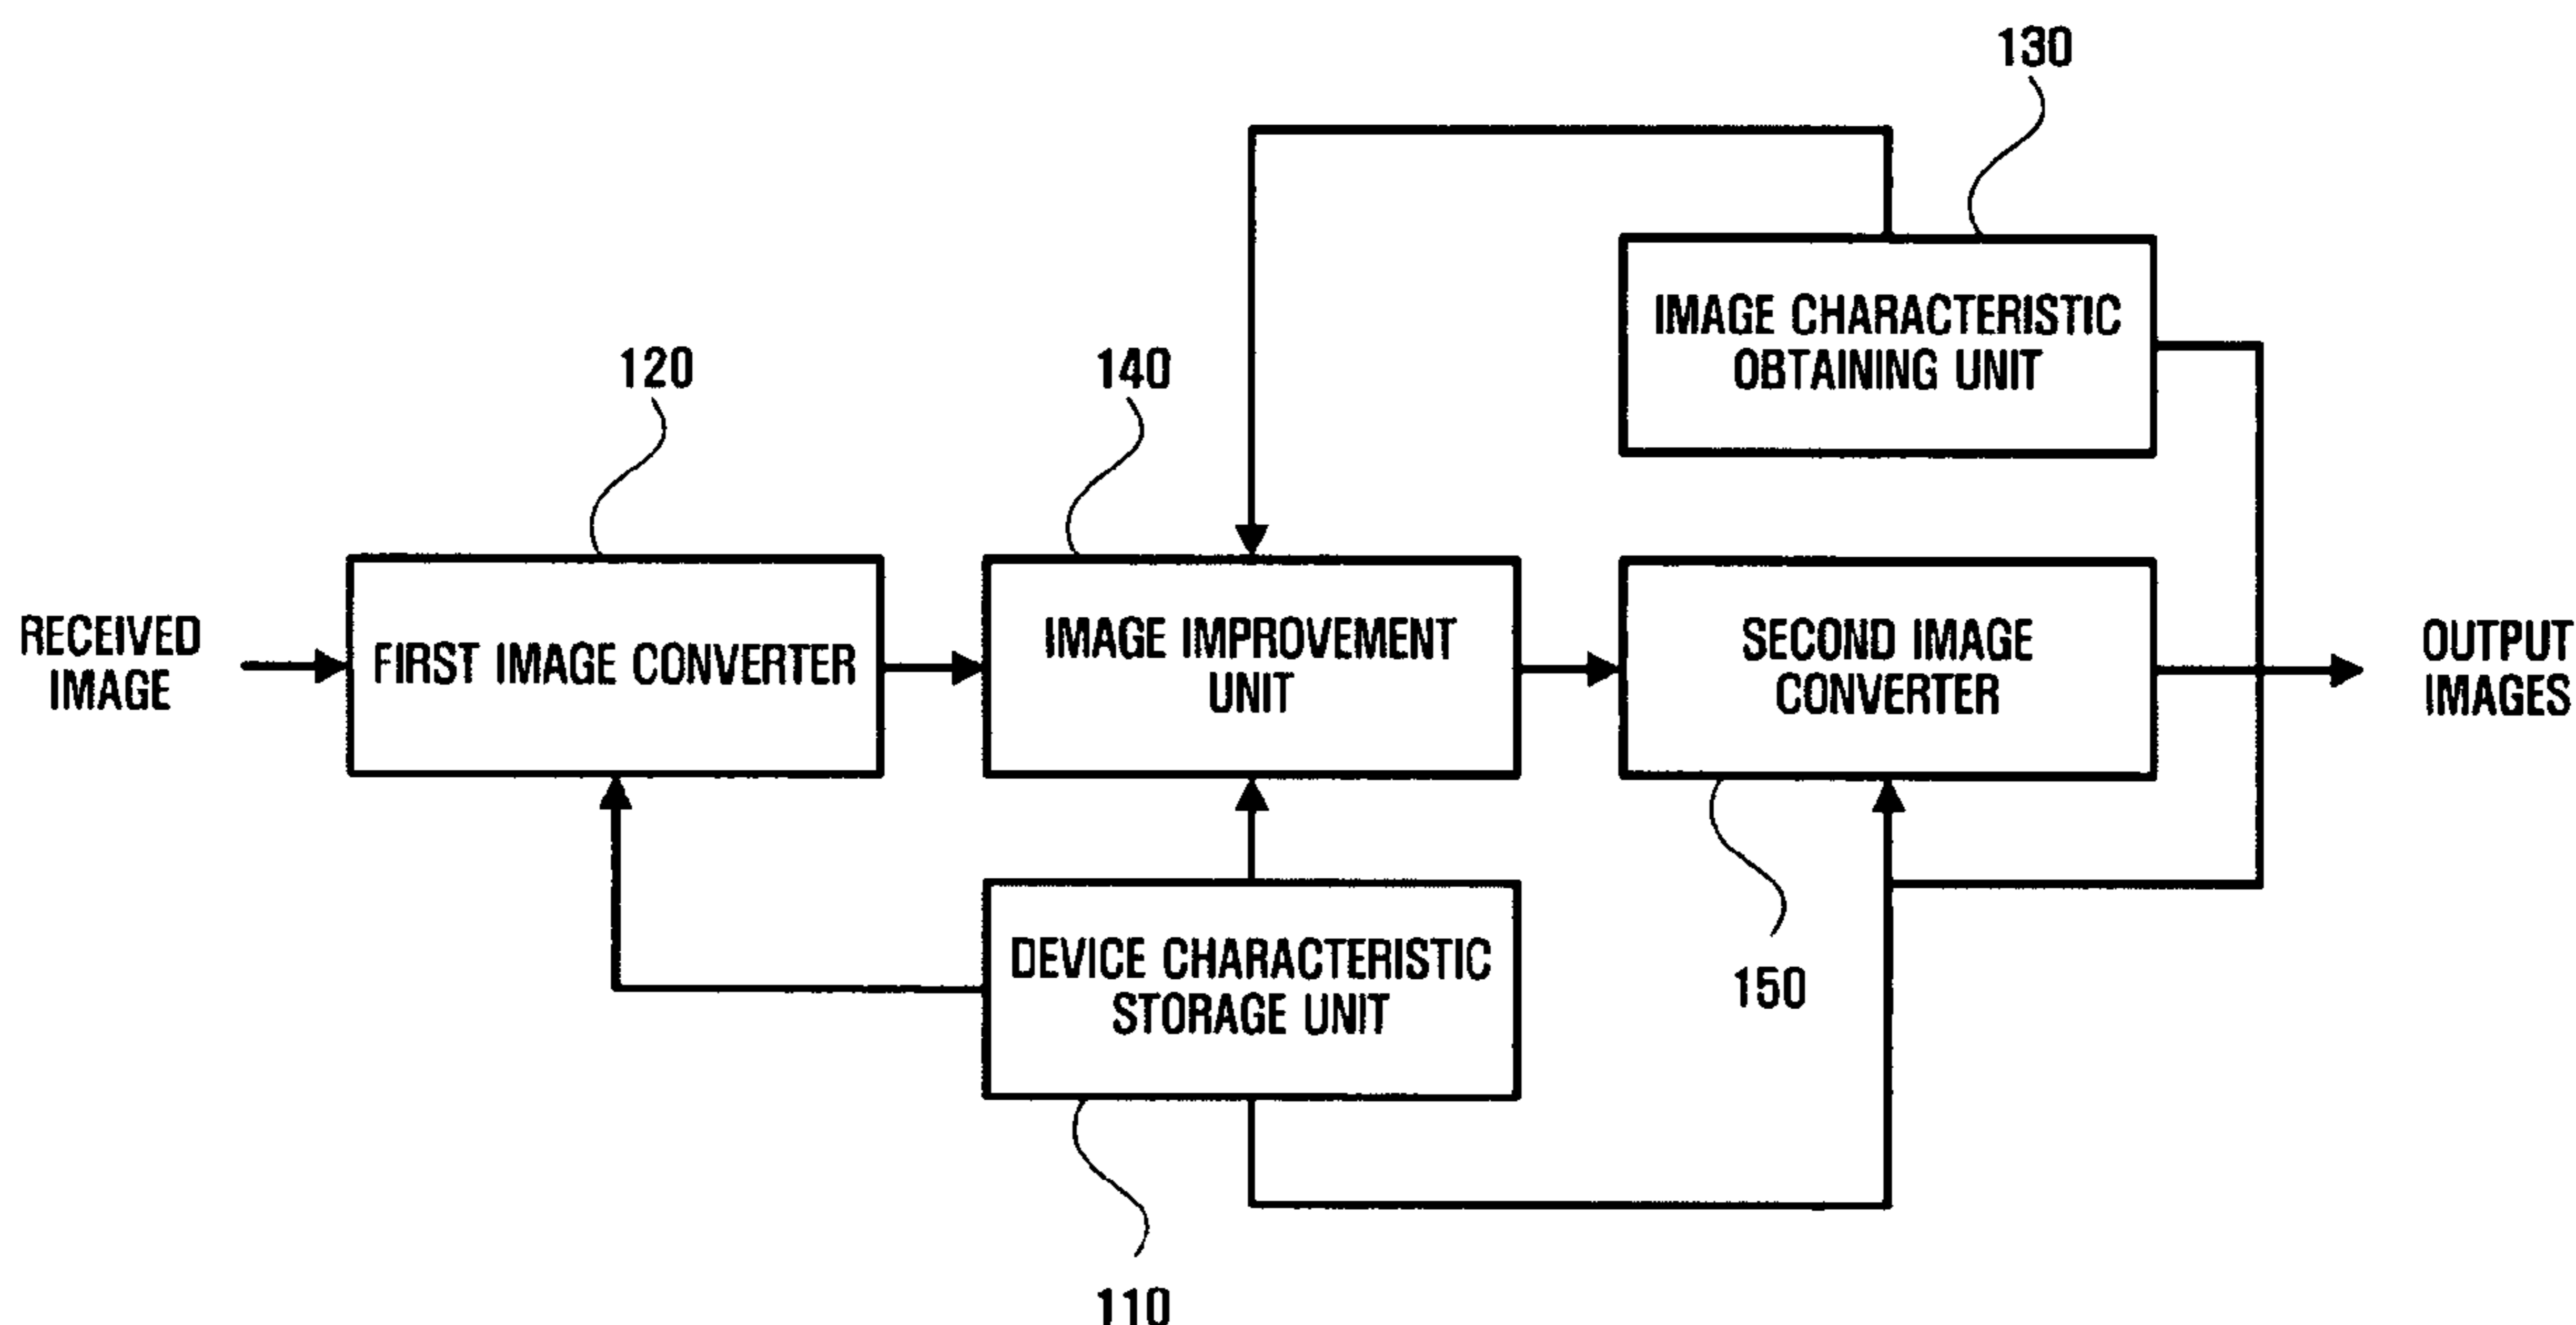 130
IMAGE CHARACTERISTIC
OBTAINING UNIT
120
140
RECEIVED
IMAGE
FIRST IMAGE CONVERTER
IMAGE IMPROVEMENT
UNIT
SECOND IMAGE
CONVERTER
OUTPUT
IMAGES
DEVICE CHARACTERISTIC
STORAGE UNIT
150
110